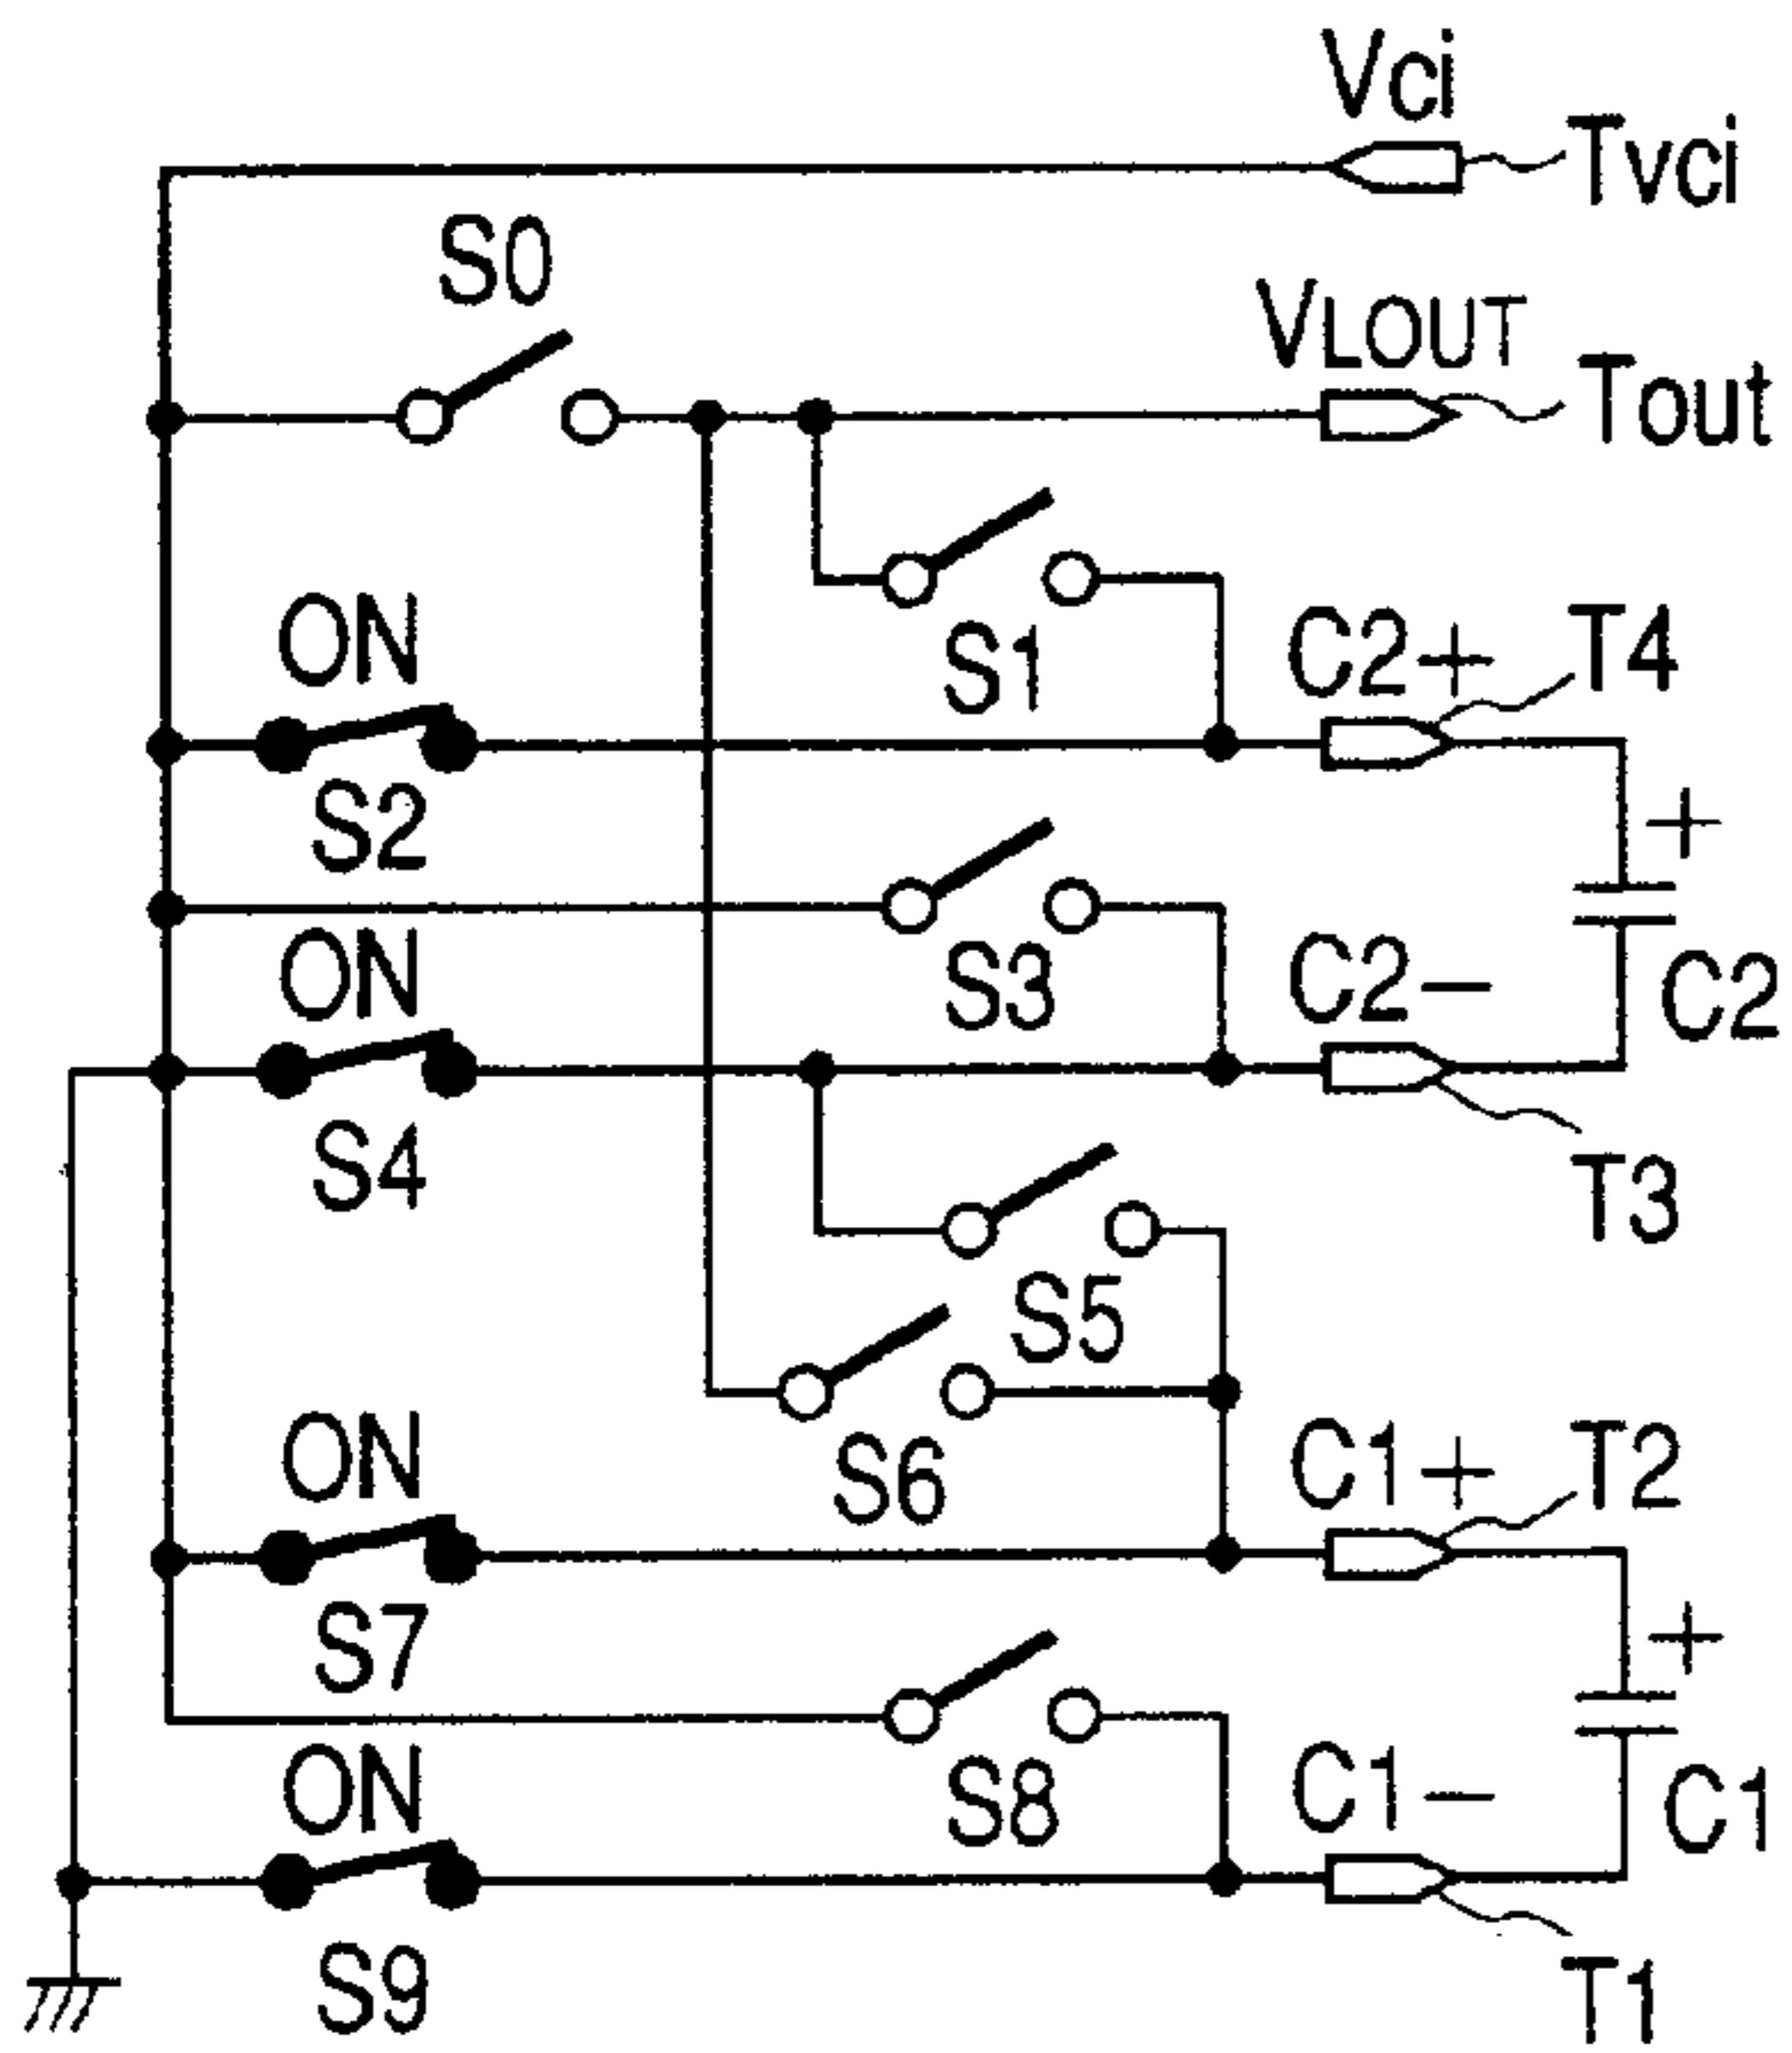 Vci
Tvci
S0
VLOUT
Tout
S1
ON
C2+
T4
S2
+
S3
ON
C2-
C2
S4
T3
S5
S6
ON
C1+
T2
S7
+
S8
ON
C1-
C1
S9
T1